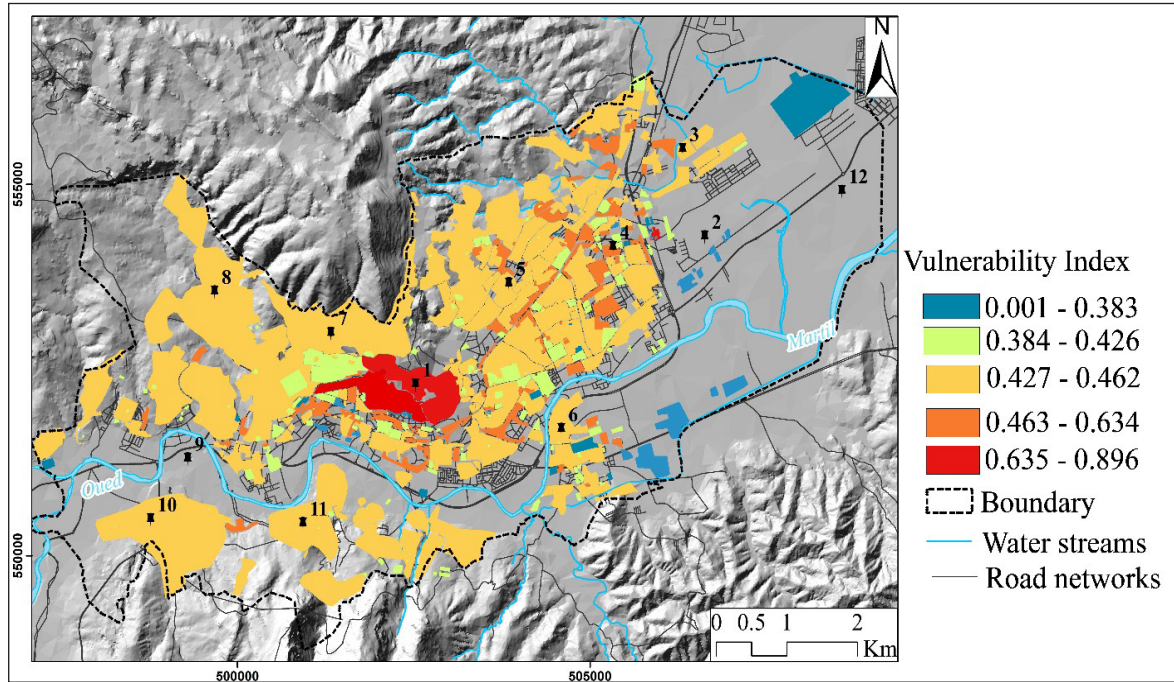 N
3
12
2
4
5
8
7
1
6
9
10
11
Martil
Oued
555000
550000
500000
505000
0 0.5 1 2
Km
Vulnerability Index
0.001 - 0.383
0.384 - 0.426
0.427 - 0.462
0.463 - 0.634
0.635 - 0.896
Boundary
Water streams
Road networks